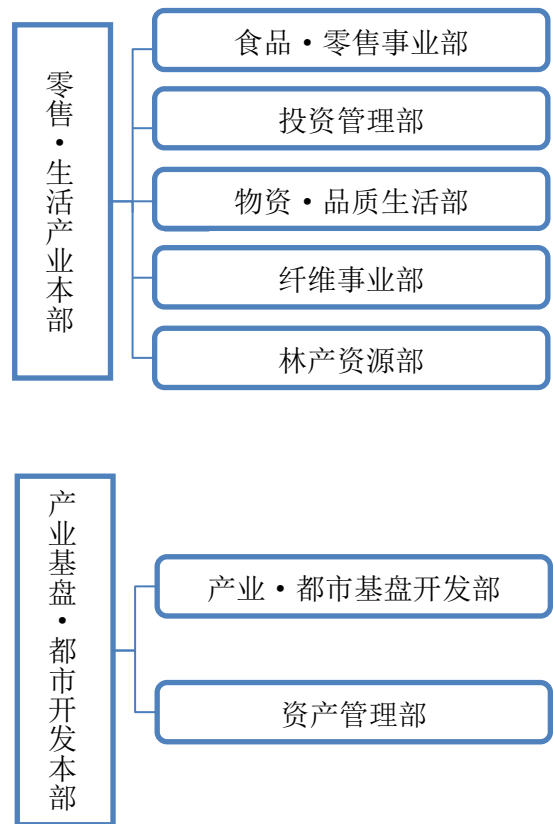 零售·生活产业本部
食品·零售事业部
投资管理部
物资·品质生活部
纤维事业部
林产资源部
产业基盘·都市开发本部
产业·都市基盘开发部
资产管理部